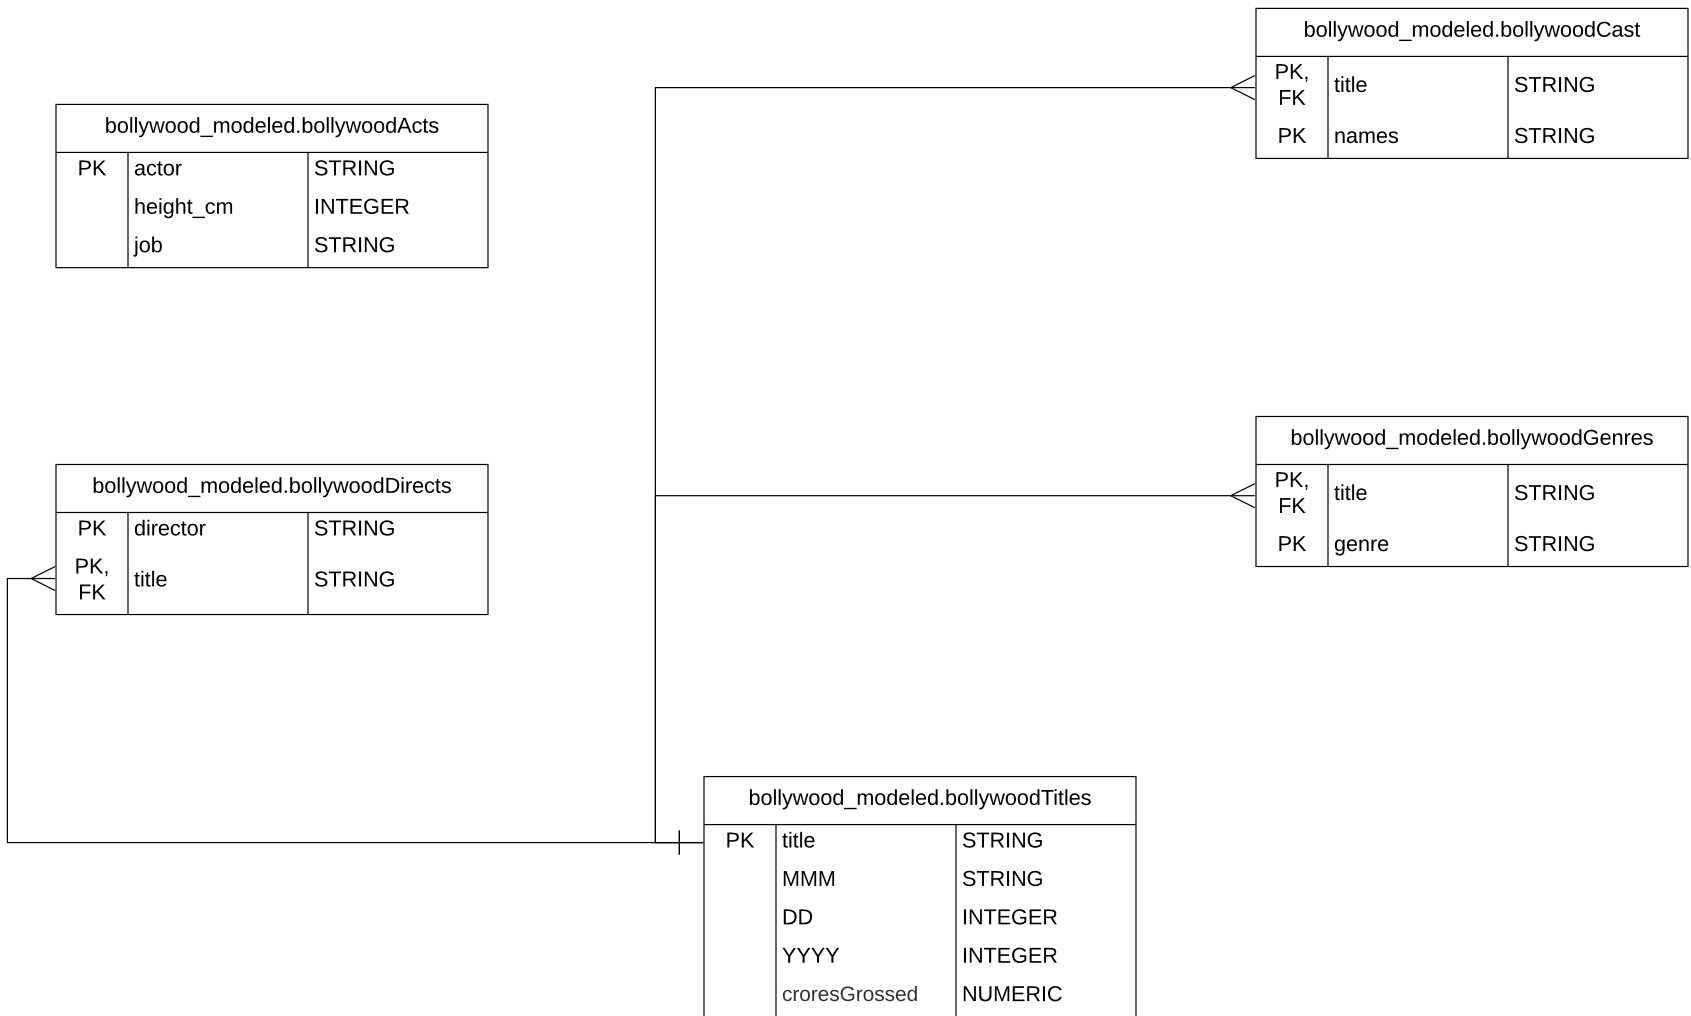 bollywood_modeled.bollywoodCast
PK, FK title STRING
PK names STRING
bollywood_modeled.bollywoodActs
PK actor STRING
height_cm INTEGER
job STRING
bollywood_modeled.bollywoodGenres
PK, FK title STRING
PK genre STRING
bollywood_modeled.bollywoodDirects
PK director STRING
PK, FK title STRING
bollywood_modeled.bollywoodTitles
PK title STRING
MMM STRING
DD INTEGER
YYYY INTEGER
croresGrossed NUMERIC